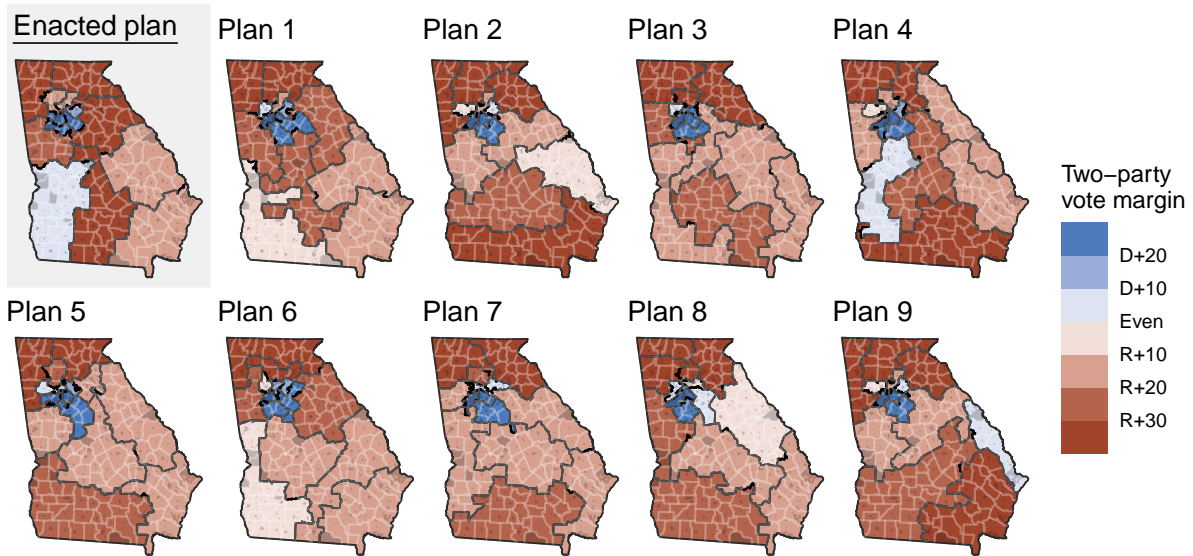 Enacted plan
Plan 1
Plan 2
Plan 3
Plan 4
Plan 5
Plan 6
Plan 7
Plan 8
Plan 9
Two−party
vote margin
D+20
D+10
Even
R+10
R+20
R+30